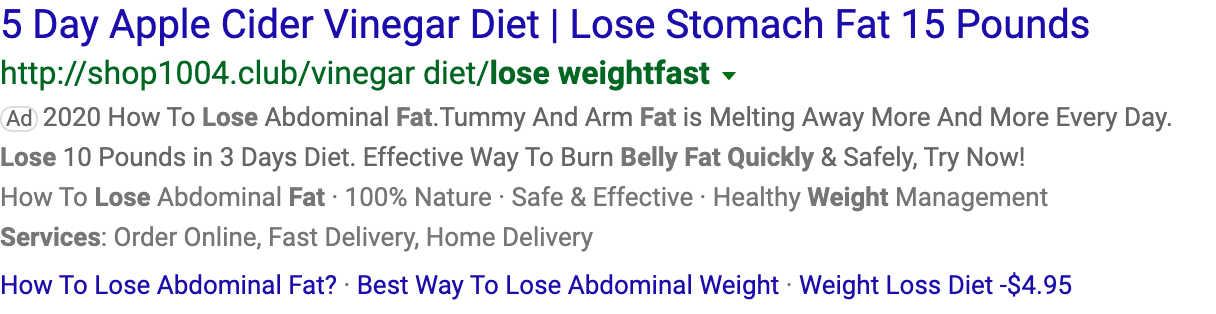 5 Day Apple Cider Vinegar Diet | Lose Stomach Fat 15 Pounds
http://shop1004.club/vinegar diet/lose weightfast
Ad 2020 How To Lose Abdominal Fat.Tummy And Arm Fat is Melting Away More And More Every Day.
Lose 10 Pounds in 3 Days Diet. Effective Way To Burn Belly Fat Quickly & Safely, Try Now!
How To Lose Abdominal Fat · 100% Nature · Safe & Effective · Healthy Weight Management
Services: Order Online, Fast Delivery, Home Delivery
How To Lose Abdominal Fat? · Best Way To Lose Abdominal Weight · Weight Loss Diet -$4.95